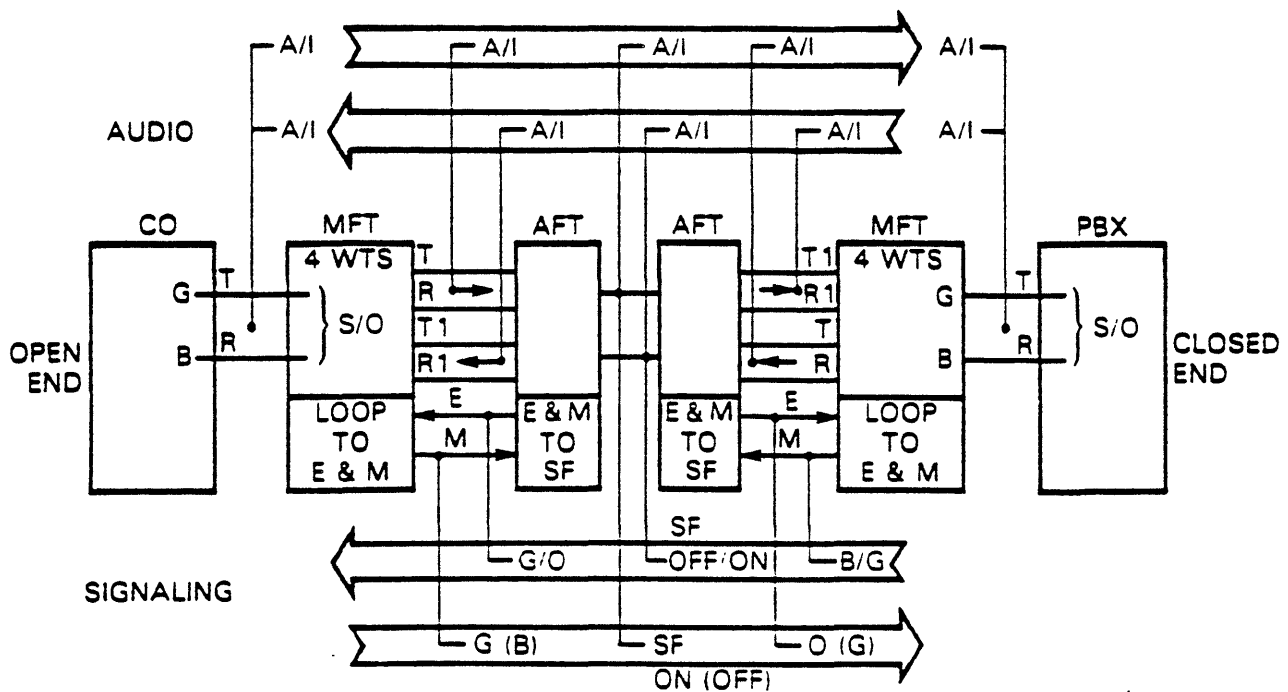 A/I A/I A/I A/I A/I
AUDIO A/I A/I A/I A/I A/I
CO MFT AFT AFT MFT PBX
4 WTS T T1 4 WTS
G T R R1 G T
S/O T1 T S/O
OPEN END B R R1 R B R CLOSED END
LOOP TO E & M E E & M TO SF E & M TO SF E LOOP TO E & M
M M
SF
G/O OFF/ON B/G
SIGNALING
G (B) SF O (G)
ON (OFF)